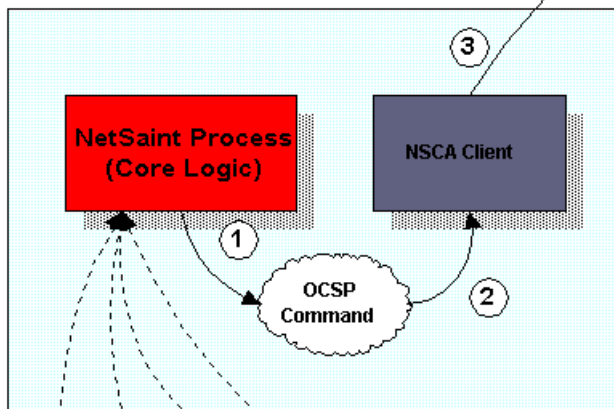 3
NetSaint Process
(Core Logic)
NSCA Client
1
OCSP
Command
2